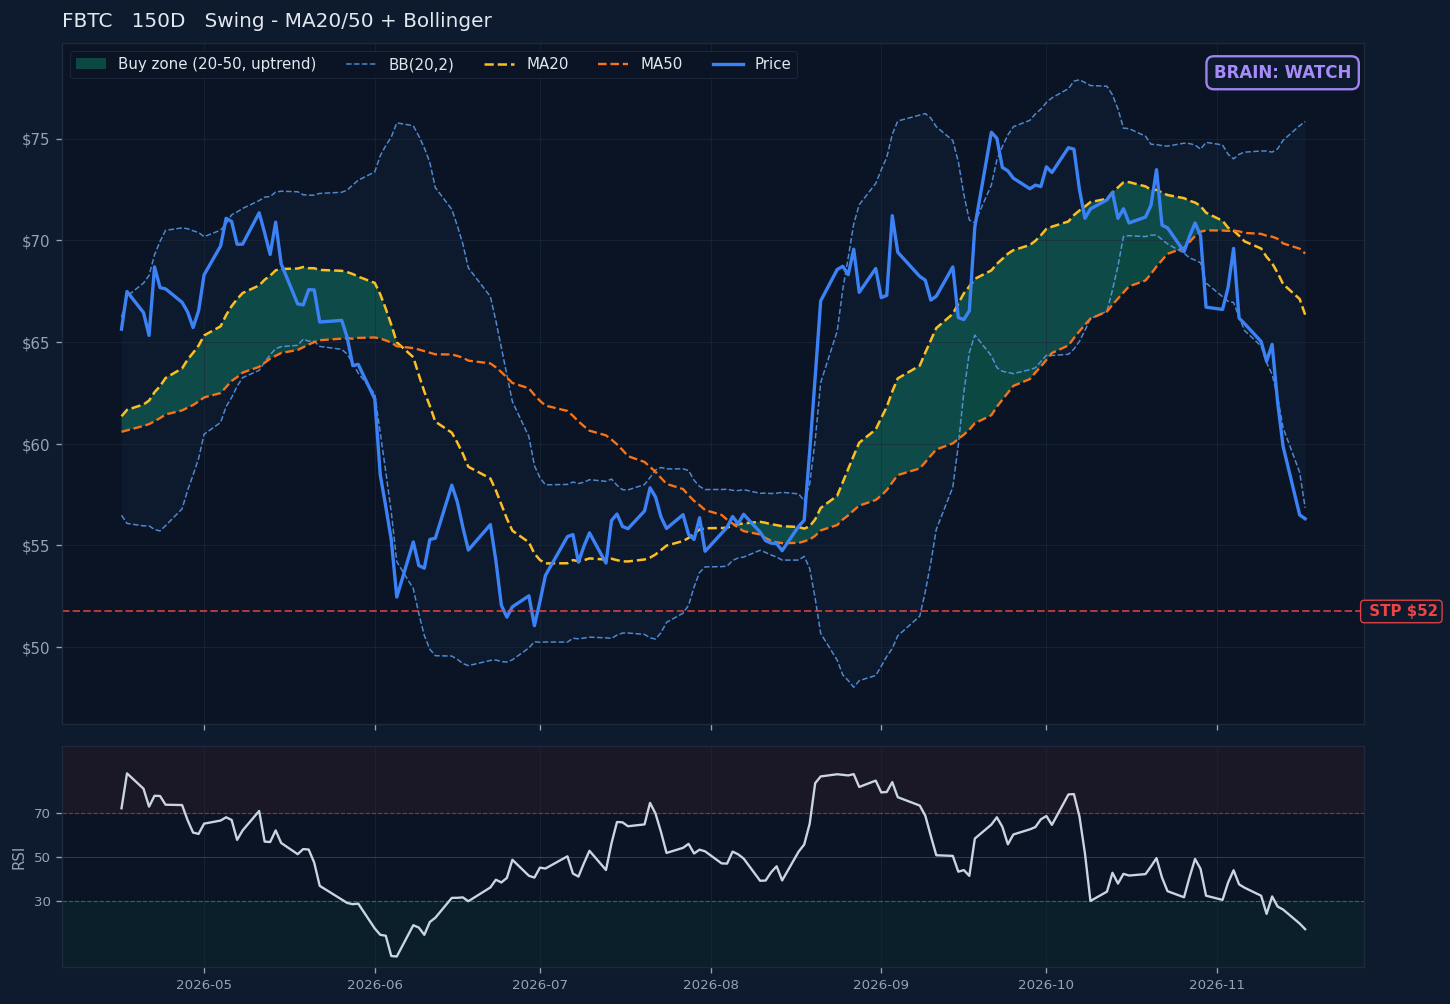 FBTC   150D   Swing - MA20/50 + Bollinger
Buy zone (20-50, uptrend)   BB(20,2)   MA20   MA50   Price
BRAIN: WATCH
$75
$70
$65
$60
$55
STP $52
$50
RSI
70
50
30
2026-05   2026-06   2026-07   2026-08   2026-09   2026-10   2026-11